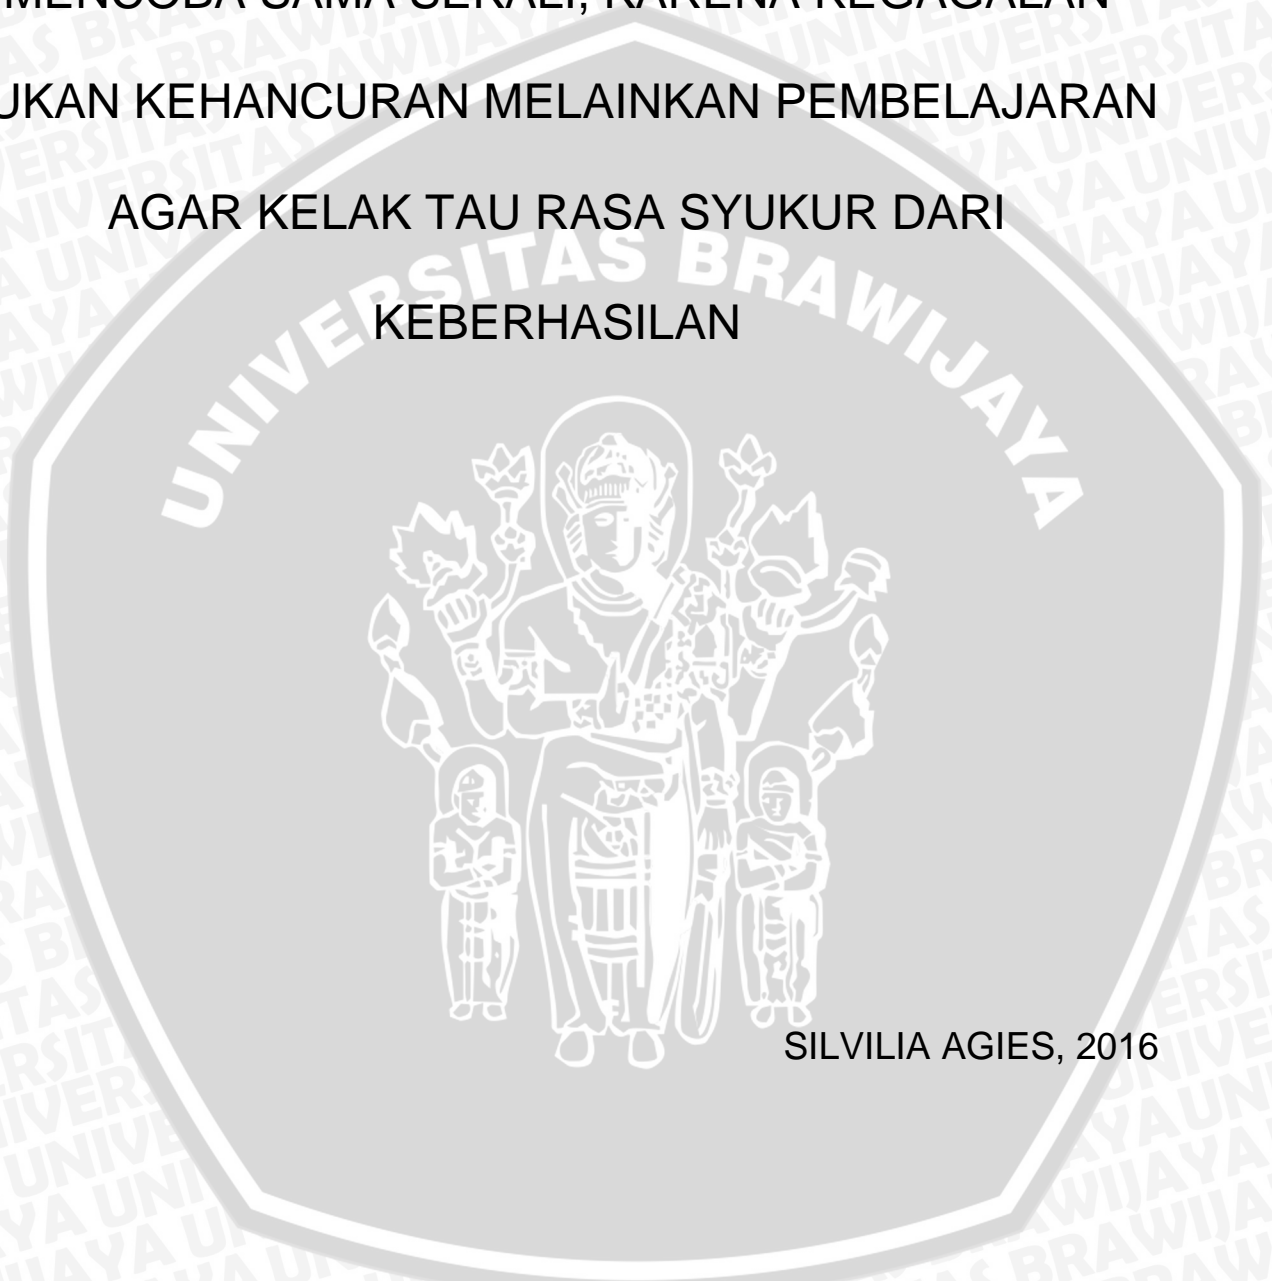 MENCOBA SAMA SEKALI, KARENA KEGAGALAN
UKAN KEHANCURAN MELAINKAN PEMBELAJARAN
AGAR KELAK TAU RASA SYUKUR DARI
KEBERHASILAN
UNIVERSITAS BRAWIJAYA
SILVILIA AGIES, 2016